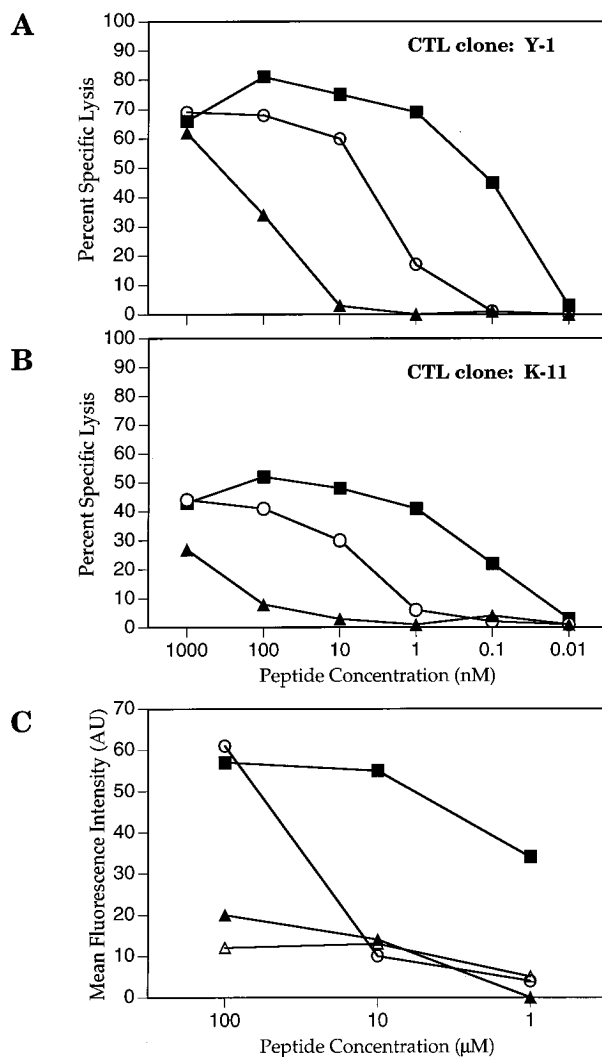 A
CTL clone: Y-1
Percent Specific Lysis
100
90
80
70
60
50
40
30
20
10
0
B
CTL clone: K-11
Percent Specific Lysis
100
90
80
70
60
50
40
30
20
10
0
1000 100 10 1 0.1 0.01
Peptide Concentration (nM)
C
Mean Fluorescence Intensity (AU)
70
60
50
40
30
20
10
0
100 10 1
Peptide Concentration (µM)